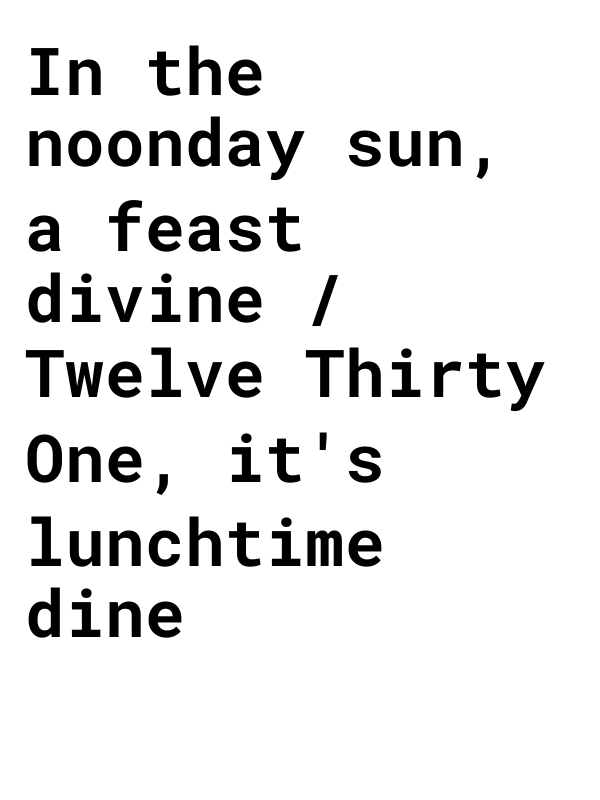 In the
noonday sun,
a feast
divine /
Twelve Thirty
One, it's
lunchtime
dine